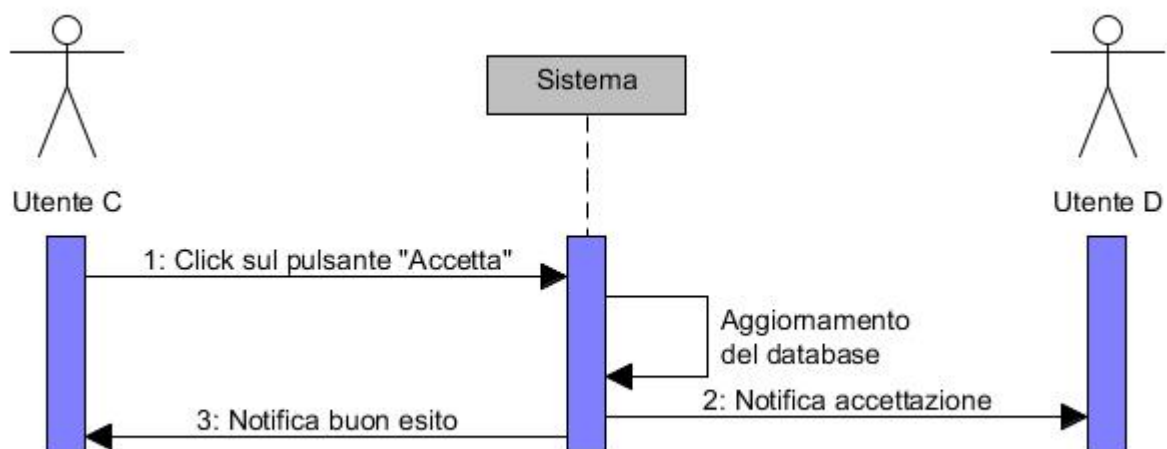 Sistema
Utente C
Utente D
1: Click sul pulsante "Accetta"
Aggiornamento
del database
2: Notifica accettazione
3: Notifica buon esito